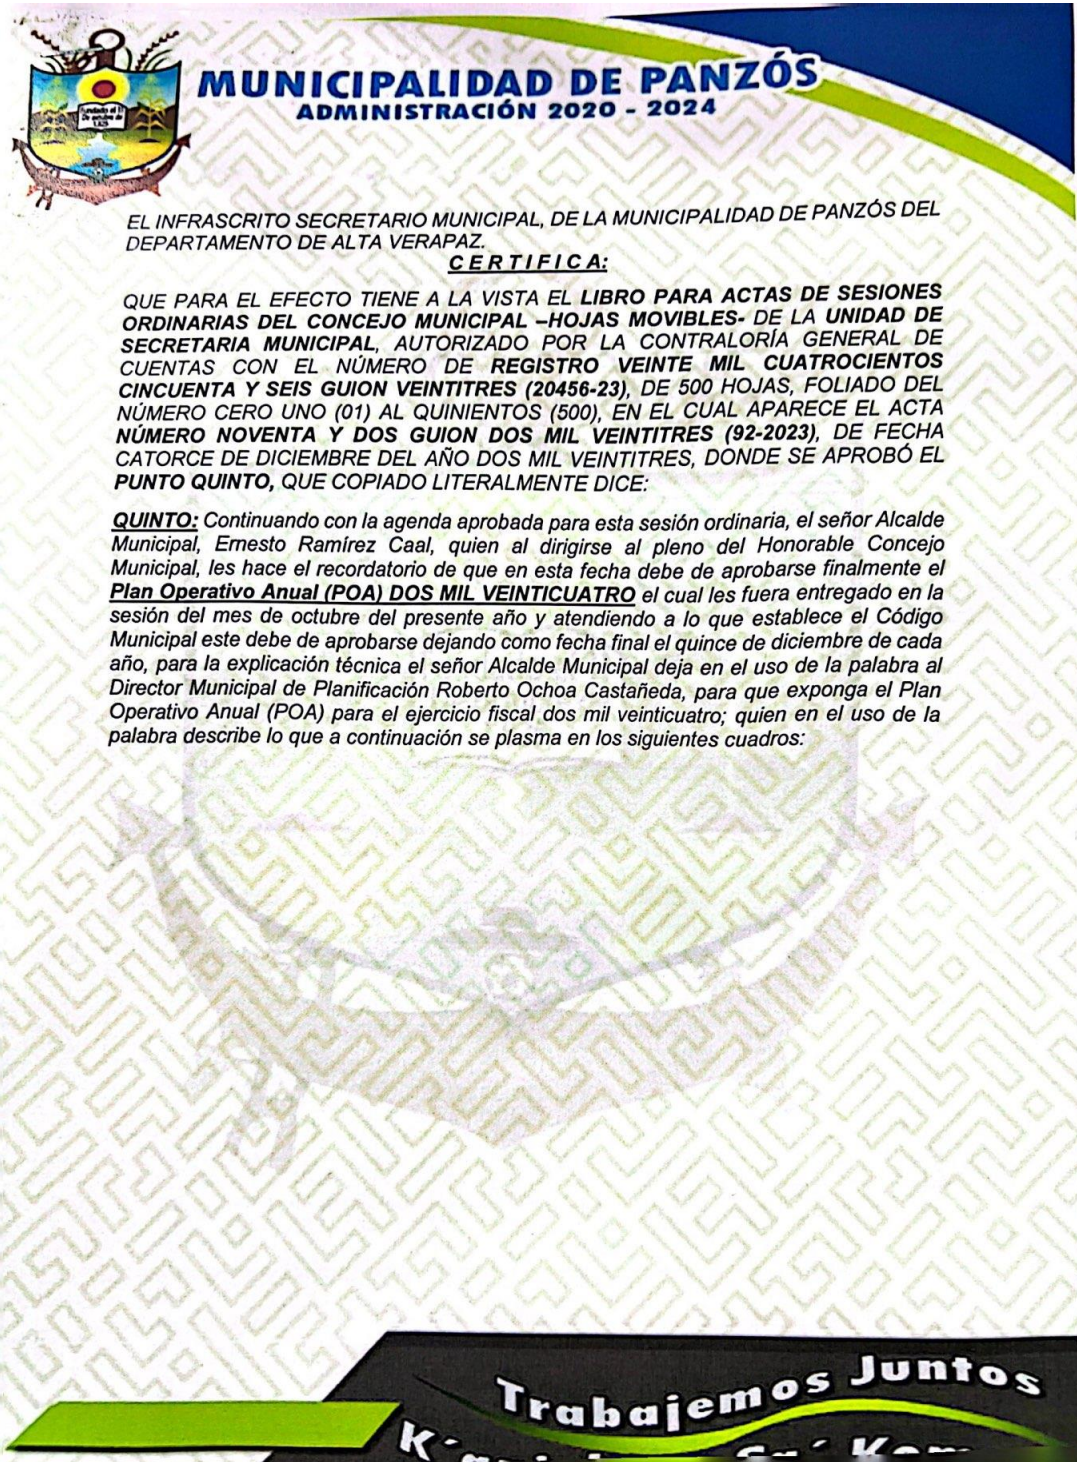 MUNICIPALIDAD DE PANZÓS
ADMINISTRACIÓN 2020 - 2024
Fundado el
De octubre de
EL INFRASCRITO SECRETARIO MUNICIPAL, DE LA MUNICIPALIDAD DE PANZÓS DEL
DEPARTAMENTO DE ALTA VERAPAZ.
C E R T I F I C A:
QUE PARA EL EFECTO TIENE A LA VISTA EL LIBRO PARA ACTAS DE SESIONES
ORDINARIAS DEL CONCEJO MUNICIPAL –HOJAS MOVIBLES- DE LA UNIDAD DE
SECRETARIA MUNICIPAL, AUTORIZADO POR LA CONTRALORÍA GENERAL DE
CUENTAS CON EL NÚMERO DE REGISTRO VEINTE MIL CUATROCIENTOS
CINCUENTA Y SEIS GUION VEINTITRES (20456-23), DE 500 HOJAS, FOLIADO DEL
NÚMERO CERO UNO (01) AL QUINIENTOS (500), EN EL CUAL APARECE EL ACTA
NÚMERO NOVENTA Y DOS GUION DOS MIL VEINTITRES (92-2023), DE FECHA
CATORCE DE DICIEMBRE DEL AÑO DOS MIL VEINTITRES, DONDE SE APROBÓ EL
PUNTO QUINTO, QUE COPIADO LITERALMENTE DICE:
QUINTO: Continuando con la agenda aprobada para esta sesión ordinaria, el señor Alcalde
Municipal, Ernesto Ramírez Caal, quien al dirigirse al pleno del Honorable Concejo
Municipal, les hace el recordatorio de que en esta fecha debe de aprobarse finalmente el
Plan Operativo Anual (POA) DOS MIL VEINTICUATRO el cual les fuera entregado en la
sesión del mes de octubre del presente año y atendiendo a lo que establece el Código
Municipal este debe de aprobarse dejando como fecha final el quince de diciembre de cada
año, para la explicación técnica el señor Alcalde Municipal deja en el uso de la palabra al
Director Municipal de Planificación Roberto Ochoa Castañeda, para que exponga el Plan
Operativo Anual (POA) para el ejercicio fiscal dos mil veinticuatro; quien en el uso de la
palabra describe lo que a continuación se plasma en los siguientes cuadros:
Trabajemos Juntos